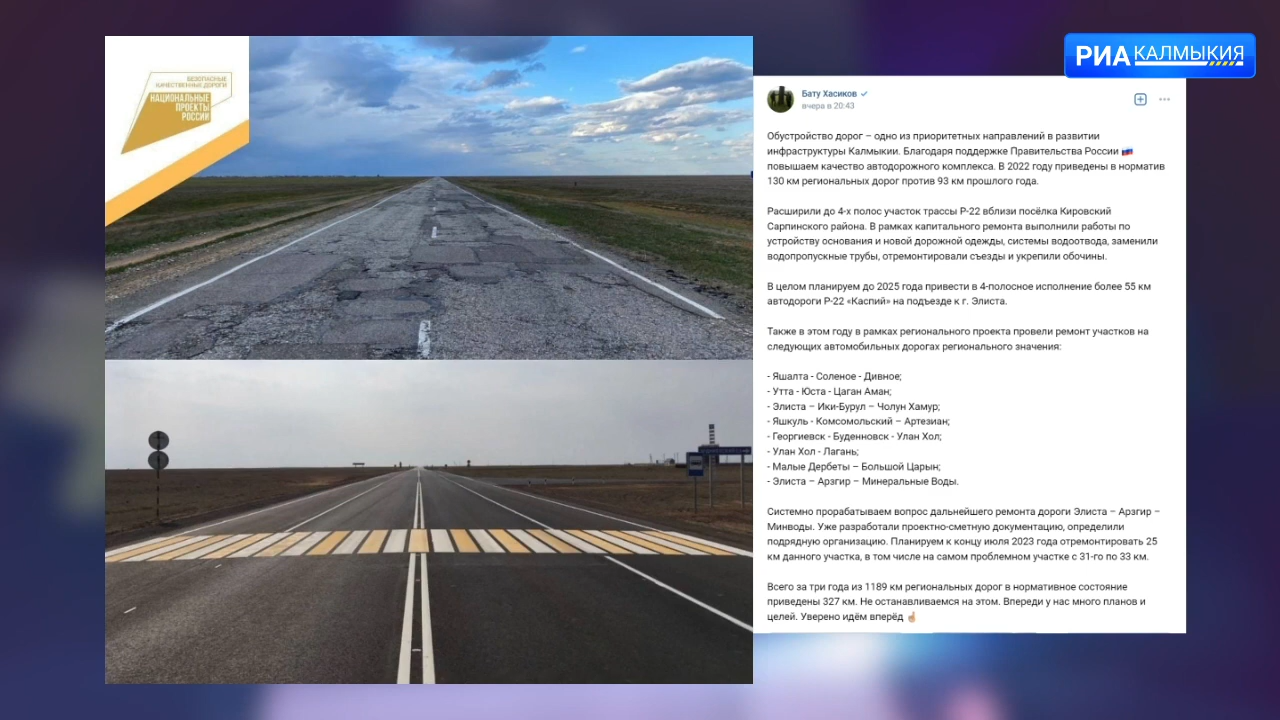 БЕЗОПАСНЫЕ
КАЧЕСТВЕННЫЕ ДОРОГИ
НАЦИОНАЛЬНЫЕ
ПРОЕКТЫ
РОССИИ
РИА КАЛМЫКИЯ
Бату Хасиков
вчера в 20:43
Обустройство дорог – одно из приоритетных направлений в развитии
инфраструктуры Калмыкии. Благодаря поддержке Правительства России 🇷🇺
повышаем качество автодорожного комплекса. В 2022 году приведены в норматив
130 км региональных дорог против 93 км прошлого года.
Расширили до 4-х полос участок трассы Р-22 вблизи посёлка Кировский
Сарпинского района. В рамках капитального ремонта выполнили работы по
устройству основания и новой дорожной одежды, системы водоотвода, заменили
водопропускные трубы, отремонтировали съезды и укрепили обочины.
В целом планируем до 2025 года привести в 4-полосное исполнение более 55 км
автодороги Р-22 «Каспий» на подъезде к г. Элиста.
Также в этом году в рамках регионального проекта провели ремонт участков на
следующих автомобильных дорогах регионального значения:
- Яшалта - Соленое - Дивное;
- Утта - Юста - Цаган Аман;
- Элиста – Ики-Бурул – Чолун Хамур;
- Яшкуль - Комсомольский – Артезиан;
- Георгиевск - Буденновск - Улан Хол;
- Улан Хол - Лагань;
- Малые Дербеты – Большой Царын;
- Элиста – Арзгир – Минеральные Воды.
Системно прорабатываем вопрос дальнейшего ремонта дороги Элиста – Арзгир –
Минводы. Уже разработали проектно-сметную документацию, определили
подрядную организацию. Планируем к концу июля 2023 года отремонтировать 25
км данного участка, в том числе на самом проблемном участке с 31-го по 33 км.
Всего за три года из 1189 км региональных дорог в нормативное состояние
приведены 327 км. Не останавливаемся на этом. Впереди у нас много планов и
целей. Уверено идём вперёд ☝🏼